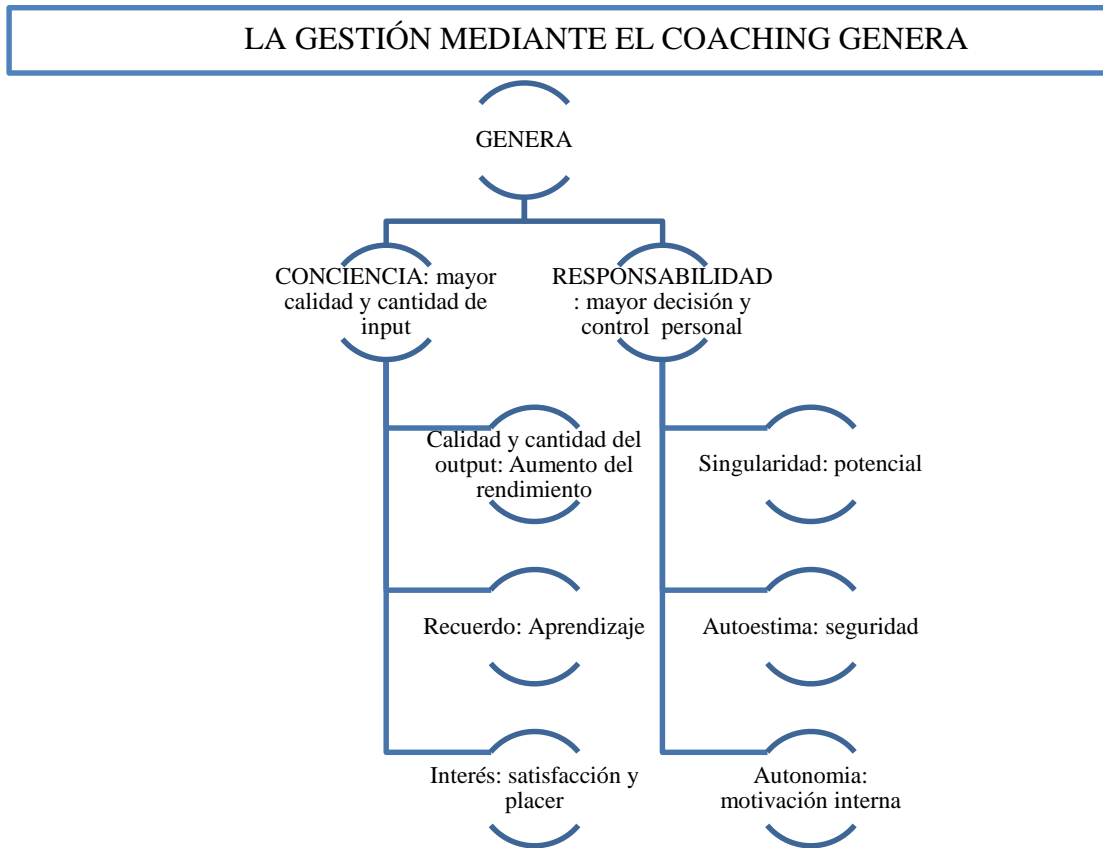 LA GESTIÓN MEDIANTE EL COACHING GENERA
GENERA
CONCIENCIA: mayor
calidad y cantidad de
input
RESPONSABILIDAD
: mayor decisión y
control personal
Calidad y cantidad del
output: Aumento del
rendimiento
Singularidad: potencial
Recuerdo: Aprendizaje
Autoestima: seguridad
Interés: satisfacción y
placer
Autonomia:
motivación interna